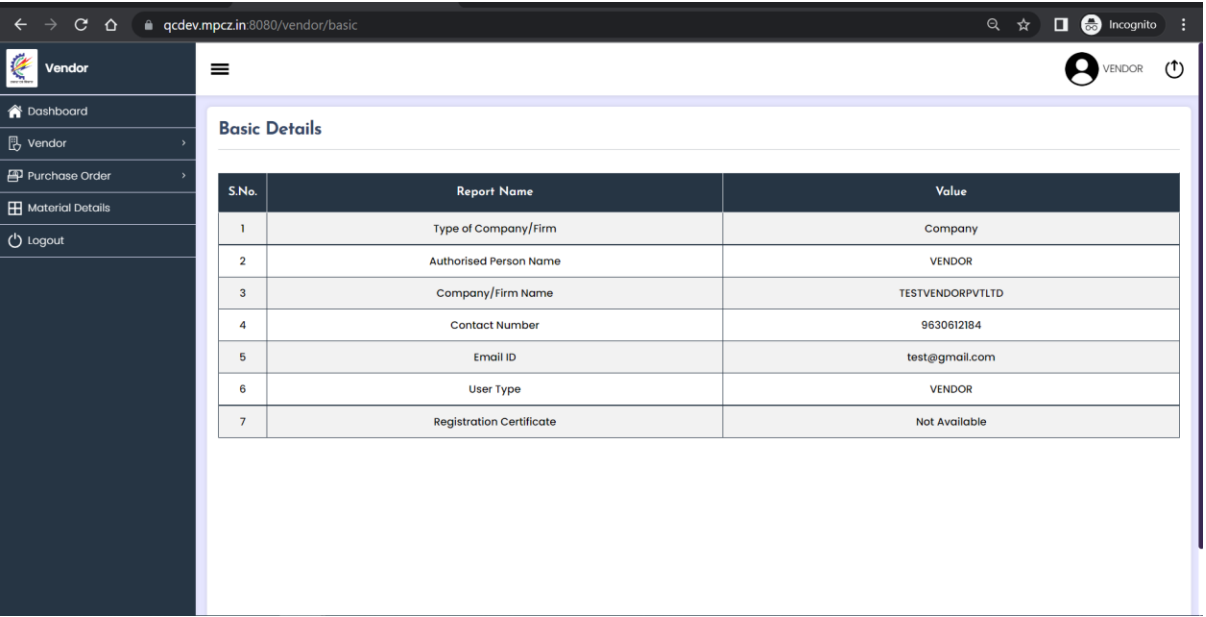 qcdev.mpcz.in:8080/vendor/basic Incognito
Vendor VENDOR
Dashboard
Vendor
Purchase Order
Material Details
Logout
Basic Details
S.No. Report Name Value
1 Type of Company/Firm Company
2 Authorised Person Name VENDOR
3 Company/Firm Name TESTVENDORPVTLTD
4 Contact Number 9630612184
5 Email ID test@gmail.com
6 User Type VENDOR
7 Registration Certificate Not Available